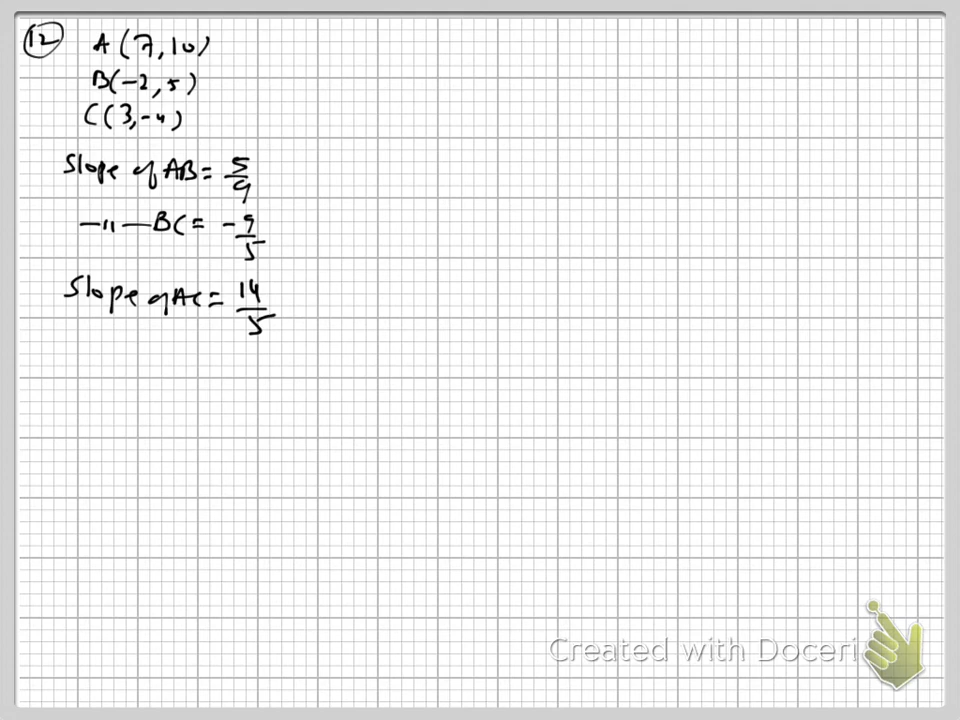 12 A (7, 10)
B(-2, 5)
C(3, -4)
Slope of AB = 5/9
—"— BC = -9/5
Slope of AC = 14/5
Created with Doceri